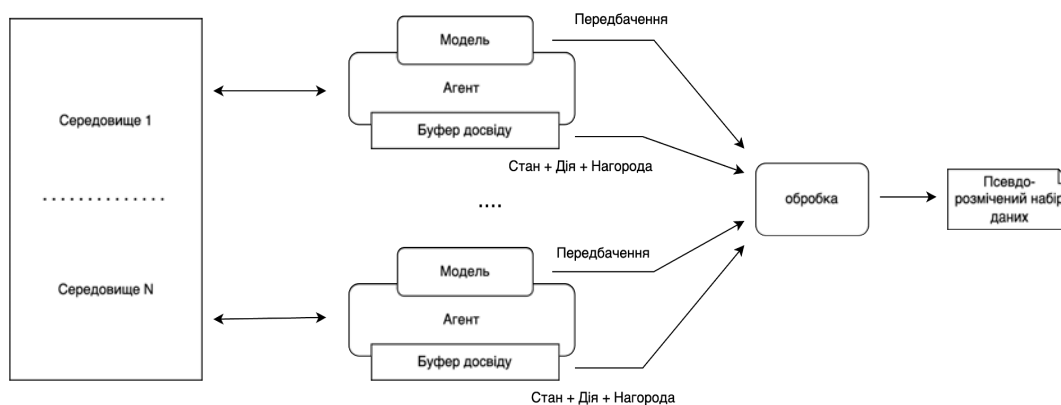 Передбачення
Модель
Агент
Середовище 1
Буфер досвіду
Стан + Дія + Нагорода
Псевдо-
розмічений набір
даних
обробка
..............
....
Передбачення
Модель
Середовище N
Агент
Буфер досвіду
Стан + Дія + Нагорода